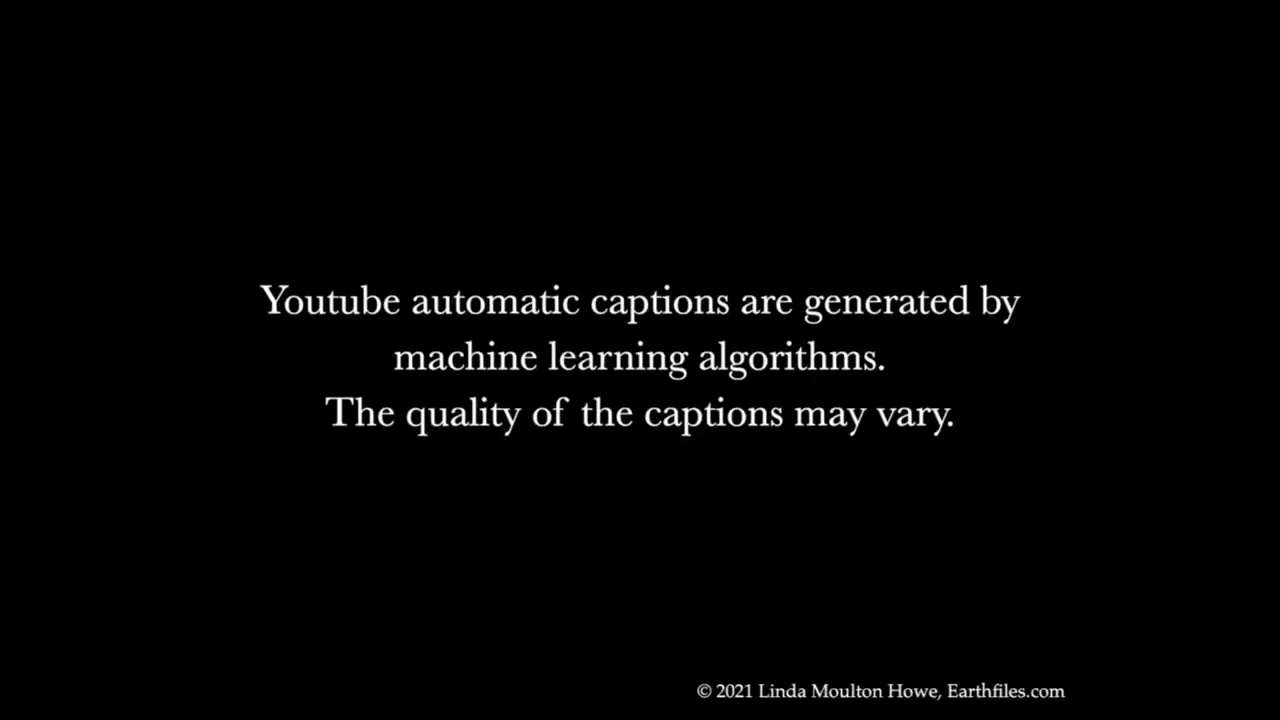 Youtube automatic captions are generated by
machine learning algorithms.
The quality of the captions may vary.
© 2021 Linda Moulton Howe, Earthfiles.com